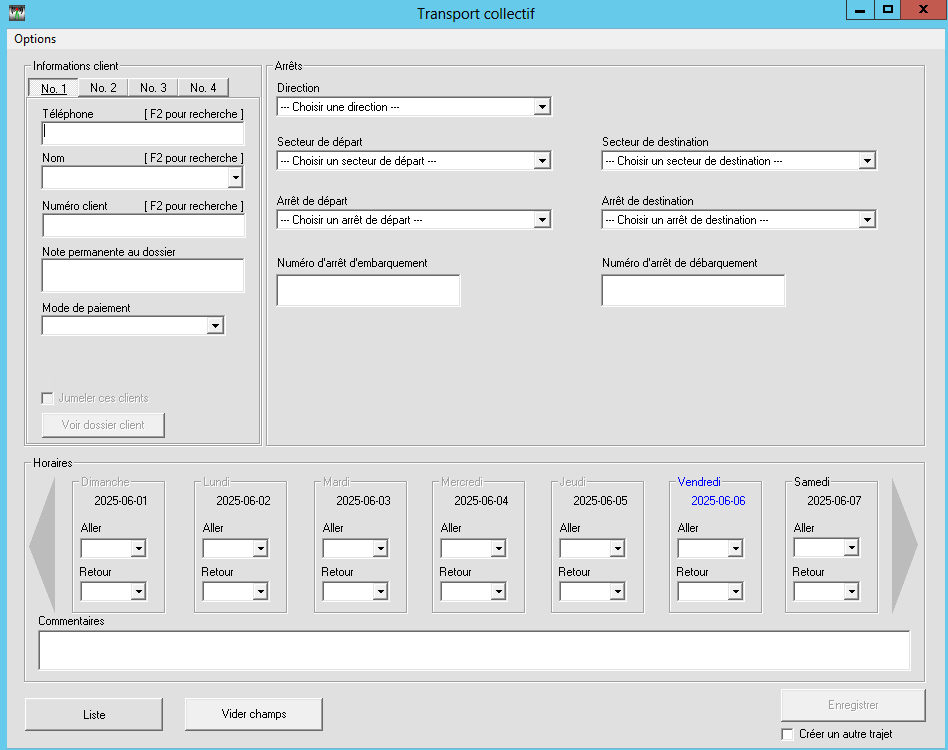 Transport collectif
Options
Informations client
No. 1 No. 2 No. 3 No. 4
Téléphone [ F2 pour recherche ]
Nom [ F2 pour recherche ]
Numéro client [ F2 pour recherche ]
Note permanente au dossier
Mode de paiement
Jumeler ces clients
Voir dossier client
Arrêts
Direction
--- Choisir une direction ---
Secteur de départ Secteur de destination
--- Choisir un secteur de départ --- --- Choisir un secteur de destination ---
Arrêt de départ Arrêt de destination
--- Choisir un arrêt de départ --- --- Choisir un arrêt de destination ---
Numéro d'arrêt d'embarquement Numéro d'arrêt de débarquement
Horaires
Dimanche Lundi Mardi Mercredi Jeudi Vendredi Samedi
2025-06-01 2025-06-02 2025-06-03 2025-06-04 2025-06-05 2025-06-06 2025-06-07
Aller Aller Aller Aller Aller Aller Aller
Retour Retour Retour Retour Retour Retour Retour
Commentaires
Liste Vider champs Enregistrer
Créer un autre trajet